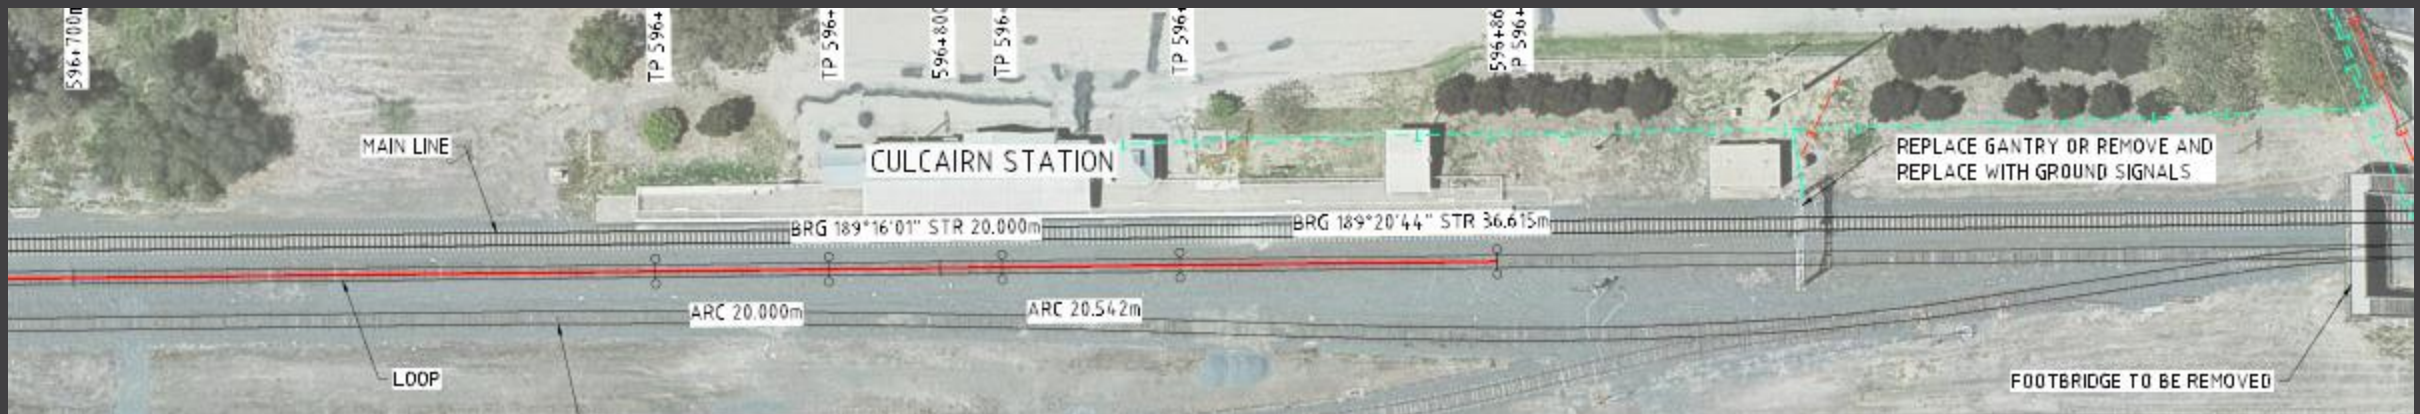 596+700m
TP 596+
TP 596+
596+800
TP 596+
TP 596+
596+86
P 596+
MAIN LINE
CULCAIRN STATION
REPLACE GANTRY OR REMOVE AND
REPLACE WITH GROUND SIGNALS
BRG 189°16'01" STR 20.000m
BRG 189°20'44" STR 36.615m
ARC 20.000m
ARC 20.542m
LOOP
FOOTBRIDGE TO BE REMOVED